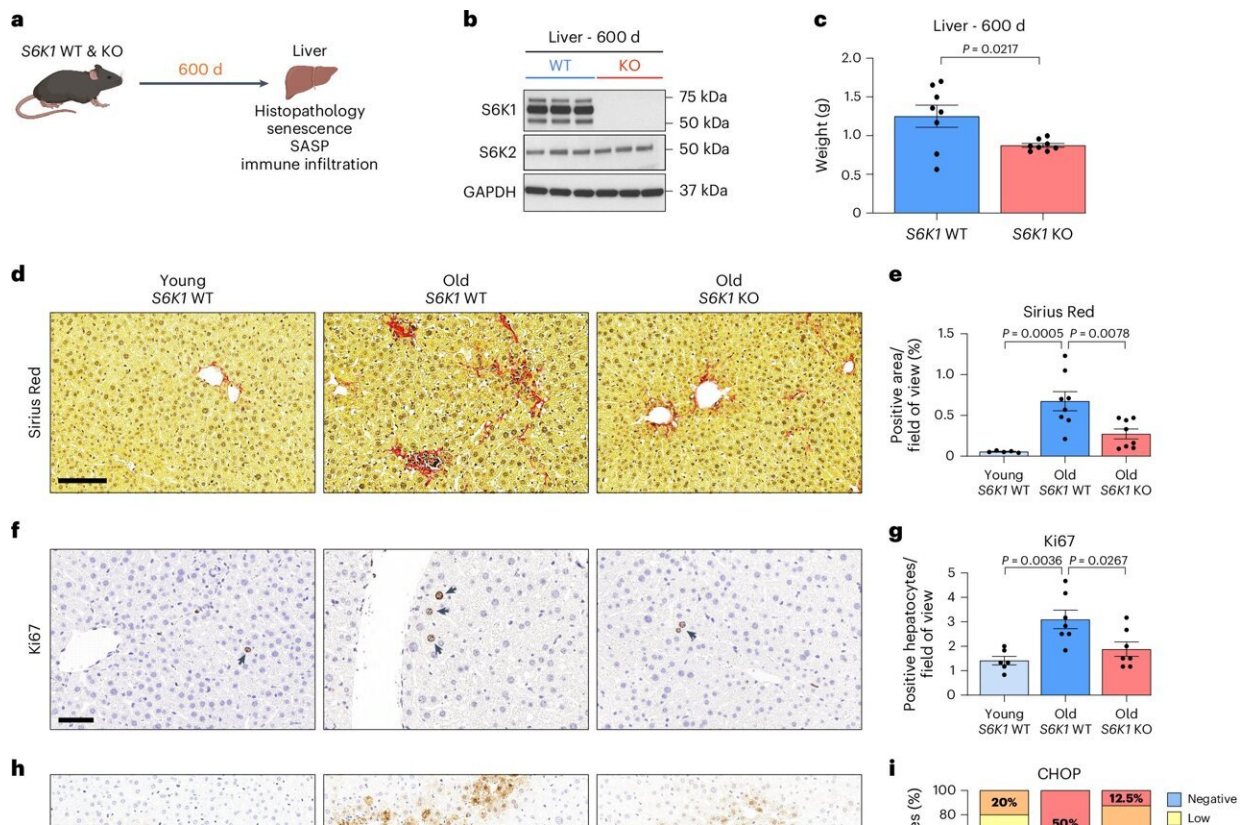 a
S6K1 WT & KO
600 d
Liver
Histopathology
senescence
SASP
immune infiltration
b
Liver - 600 d
WT KO
S6K1
75 kDa
50 kDa
S6K2
50 kDa
GAPDH
37 kDa
c
Liver - 600 d
P = 0.0217
Weight (g)
2.0
1.5
1.0
0.5
0
S6K1 WT S6K1 KO
d
Young
S6K1 WT
Old
S6K1 WT
Old
S6K1 KO
Sirius Red
e
Sirius Red
P = 0.0005 P = 0.0078
Positive area/
field of view (%)
1.5
1.0
0.5
0
Young
S6K1 WT
Old
S6K1 WT
Old
S6K1 KO
f
Ki67
g
Ki67
P = 0.0036 P = 0.0267
Positive hepatocytes/
field of view
5
4
3
2
1
0
Young
S6K1 WT
Old
S6K1 WT
Old
S6K1 KO
h
i
CHOP
100
80
20%
50%
12.5%
Negative
Low